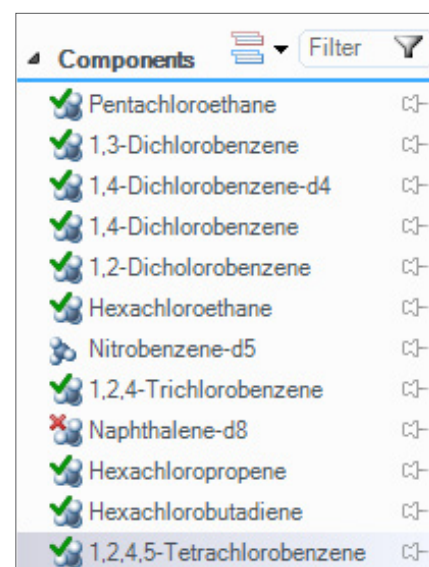 Components Filter
Pentachloroethane
1,3-Dichlorobenzene
1,4-Dichlorobenzene-d4
1,4-Dichlorobenzene
1,2-Dicholorobenzene
Hexachloroethane
Nitrobenzene-d5
1,2,4-Trichlorobenzene
Naphthalene-d8
Hexachloropropene
Hexachlorobutadiene
1,2,4,5-Tetrachlorobenzene